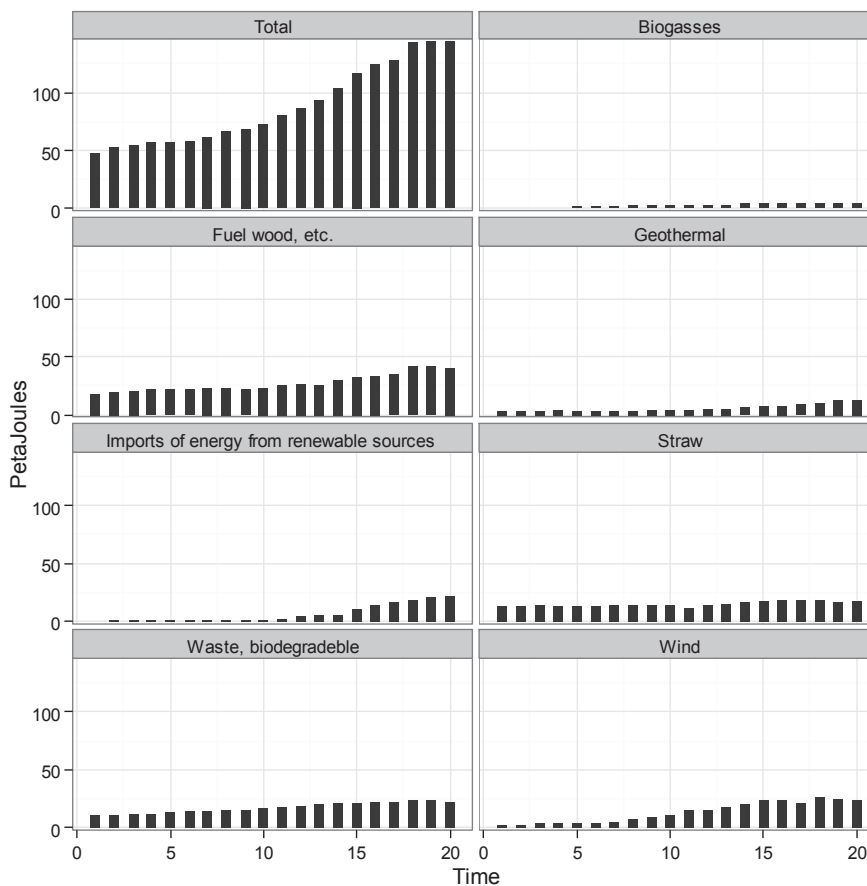 Total
Biogasses
100
50
0
Fuel wood, etc.
Geothermal
100
50
0
Imports of energy from renewable sources
Straw
100
50
0
Waste, biodegradeble
Wind
100
50
0
0 5 10 15 20 0 5 10 15 20
Time
PetaJoules